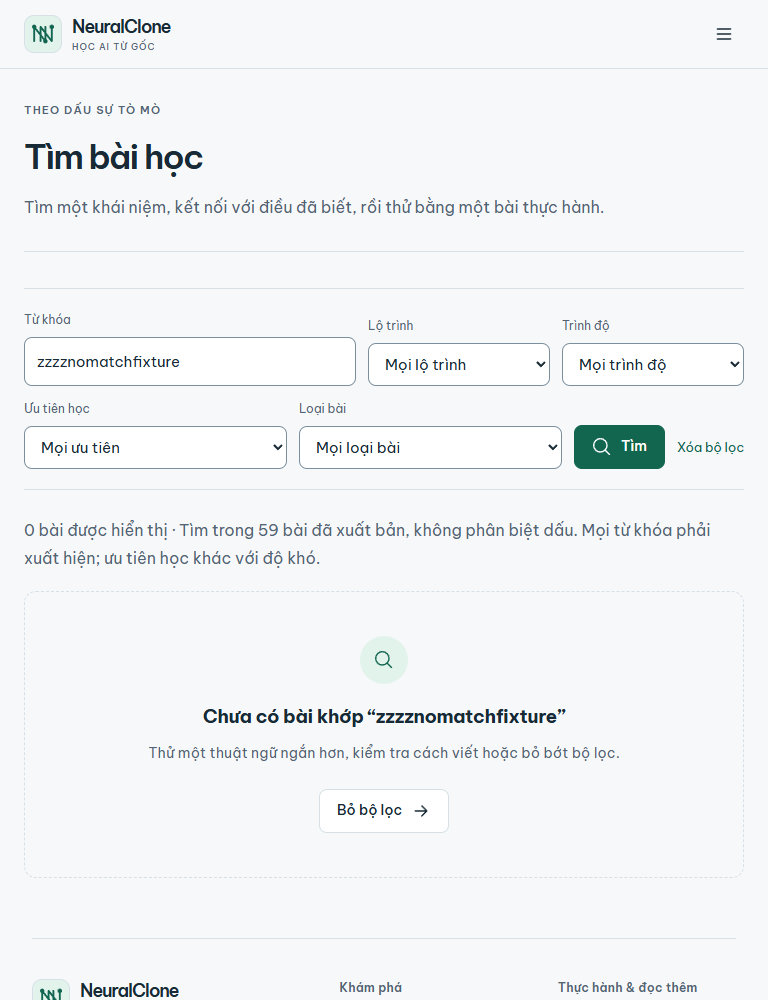 NeuralClone
HỌC AI TỪ GỐC
THEO DẤU SỰ TÒ MÒ
Tìm bài học
Tìm một khái niệm, kết nối với điều đã biết, rồi thử bằng một bài thực hành.
Từ khóa
Lộ trình
Trình độ
zzzznomatchfixture
Mọi lộ trình
Mọi trình độ
Ưu tiên học
Loại bài
Mọi ưu tiên
Mọi loại bài
Tìm
Xóa bộ lọc
0 bài được hiển thị · Tìm trong 59 bài đã xuất bản, không phân biệt dấu. Mọi từ khóa phải
xuất hiện; ưu tiên học khác với độ khó.
Chưa có bài khớp “zzzznomatchfixture”
Thử một thuật ngữ ngắn hơn, kiểm tra cách viết hoặc bỏ bớt bộ lọc.
Bỏ bộ lọc
NeuralClone
Khám phá
Thực hành & đọc thêm